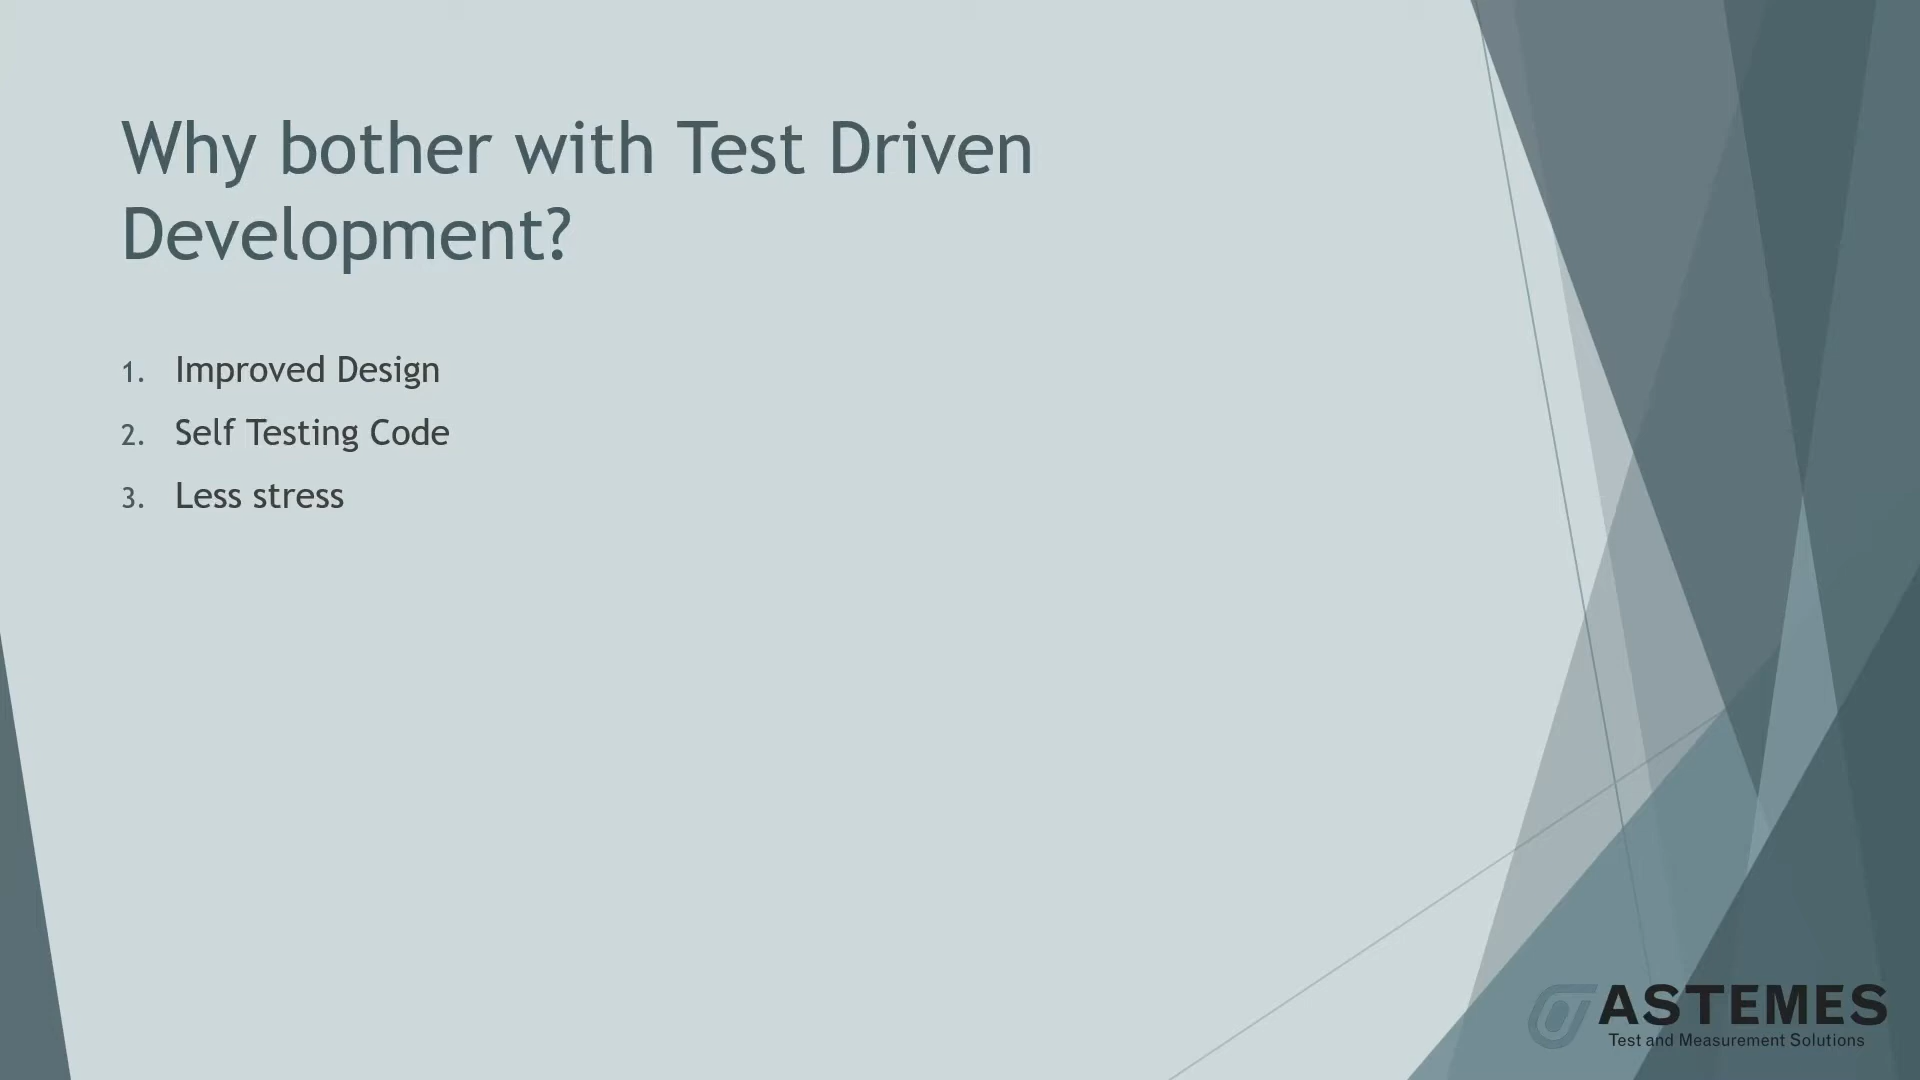 Why bother with Test Driven
Development?
1. Improved Design
2. Self Testing Code
3. Less stress
ASTEMES
Test and Measurement Solutions